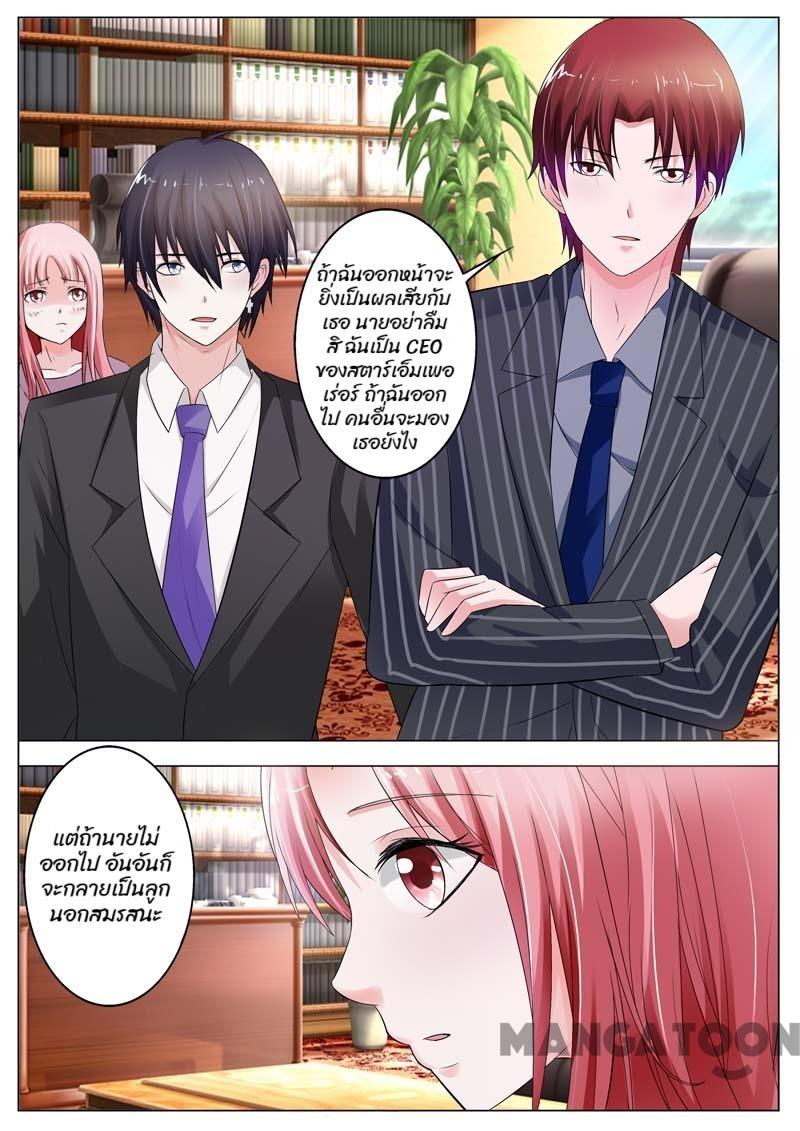 ถ้าฉันออกหน้าจะ
ยิ่งเป็นผลเสียกับ
เธอ นายอย่าลืม
สิ ฉันเป็น CEO
ของสตาร์เอ็มเพอ
เร่อร์ ถ้าฉันออก
ไป คนอื่นจะมอง
เธอยังไง
แต่ถ้านายไม่
ออกไป อันอันก็
จะกลายเป็นลูก
นอกสมรสนะ
MANGATOON